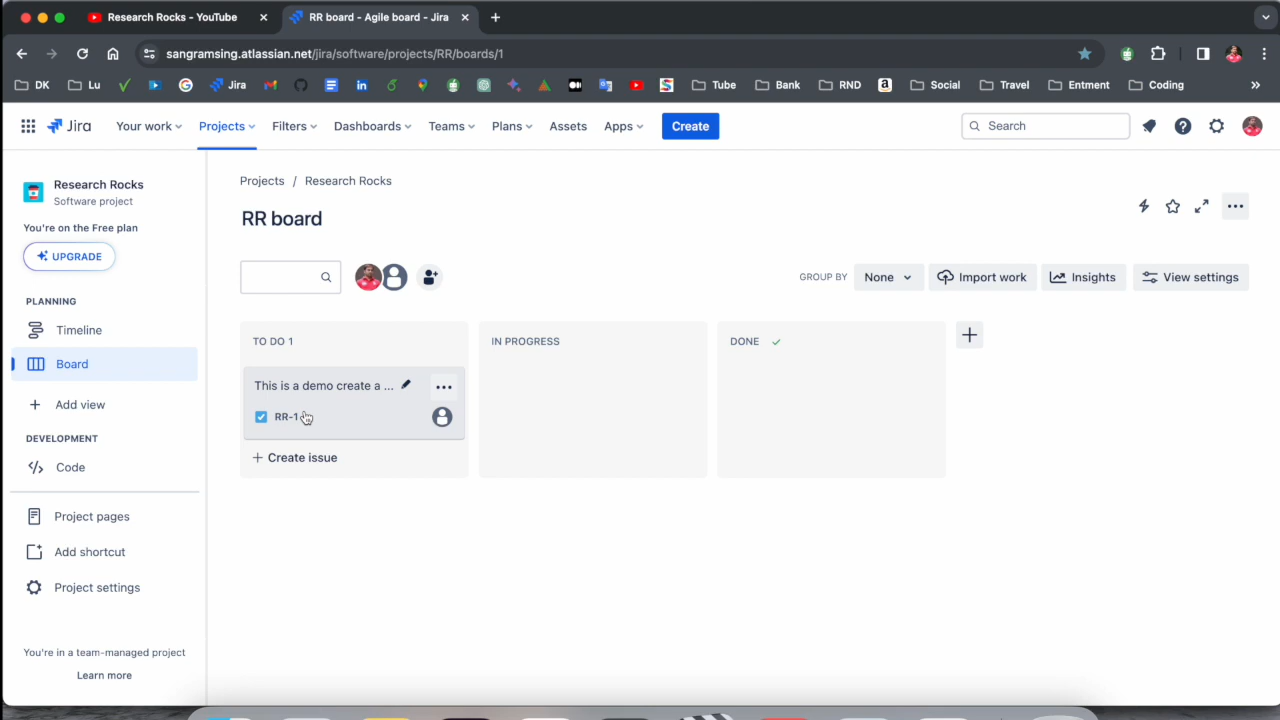 Research Rocks - YouTube
RR board - Agile board - Jira
sangramsing.atlassian.net/jira/software/projects/RR/boards/1
DK
Lu
Jira
Tube
Bank
RND
Social
Travel
Entment
Coding
Jira
Your work
Projects
Filters
Dashboards
Teams
Plans
Assets
Apps
Create
Search
Research Rocks
Software project
You're on the Free plan
UPGRADE
PLANNING
Timeline
Board
Add view
DEVELOPMENT
Code
Project pages
Add shortcut
Project settings
You're in a team-managed project
Learn more
Projects / Research Rocks
RR board
GROUP BY
None
Import work
Insights
View settings
TO DO 1
This is a demo create a ...
RR-1
+ Create issue
IN PROGRESS
DONE